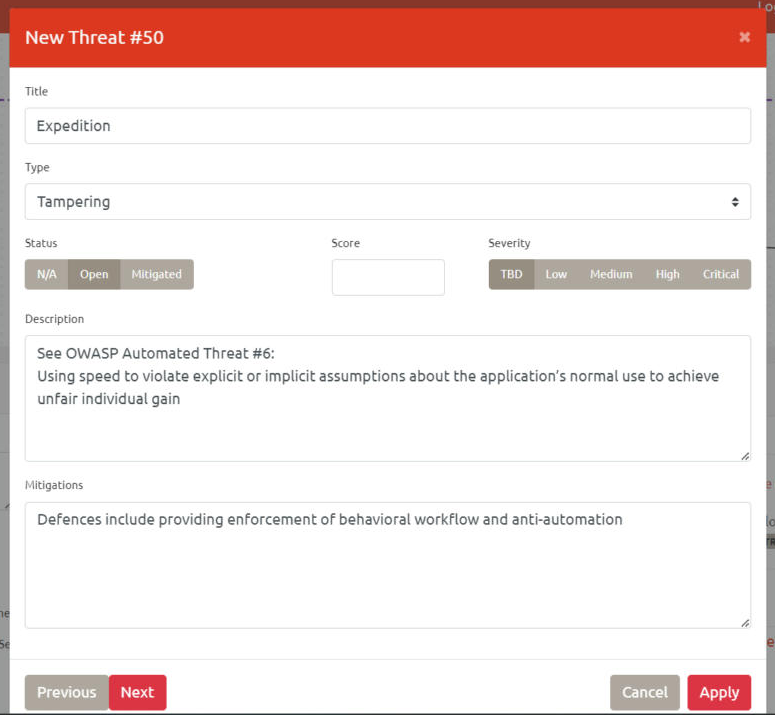 New Threat #50
Title
Expedition
Type
Tampering
Status
Score
Severity
N/A Open Mitigated
TBD Low Medium High Critical
Description
See OWASP Automated Threat #6:
Using speed to violate explicit or implicit assumptions about the application's normal use to achieve
unfair individual gain
Mitigations
Defences include providing enforcement of behavioral workflow and anti-automation
Previous Next
Cancel Apply